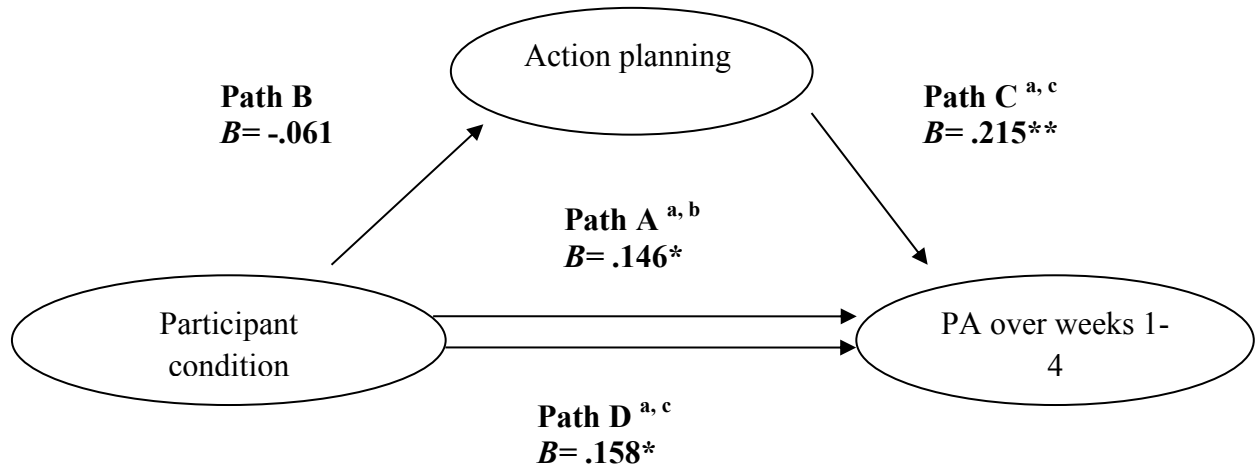 Action planning
Path B
B= -.061
Path C a, c
B= .215**
Path A a, b
B= .146*
Participant
condition
PA over weeks 1-
4
Path D a, c
B= .158*